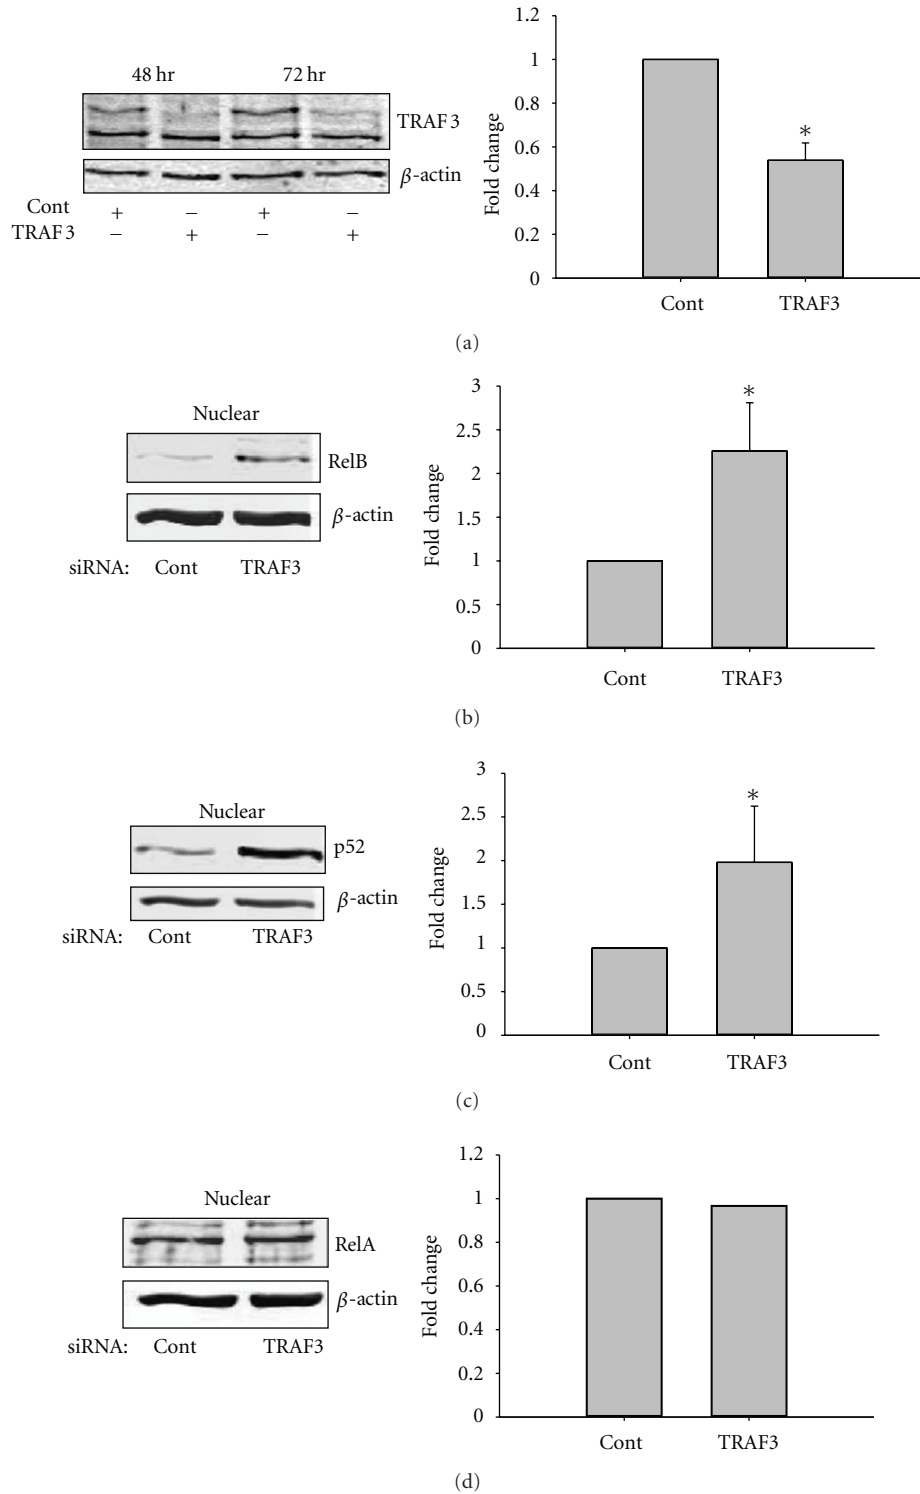 48 hr 72 hr
TRAF3
β-actin
Cont + − + −
TRAF3 − + − +
Fold change
1.2
1
0.8
0.6
0.4
0.2
0
*
Cont TRAF3
(a)
Nuclear
RelB
β-actin
siRNA: Cont TRAF3
Fold change
3
2.5
2
1.5
1
0.5
0
*
Cont TRAF3
(b)
Nuclear
p52
β-actin
siRNA: Cont TRAF3
Fold change
3
2.5
2
1.5
1
0.5
0
*
Cont TRAF3
(c)
Nuclear
RelA
β-actin
siRNA: Cont TRAF3
Fold change
1.2
1
0.8
0.6
0.4
0.2
0
Cont TRAF3
(d)